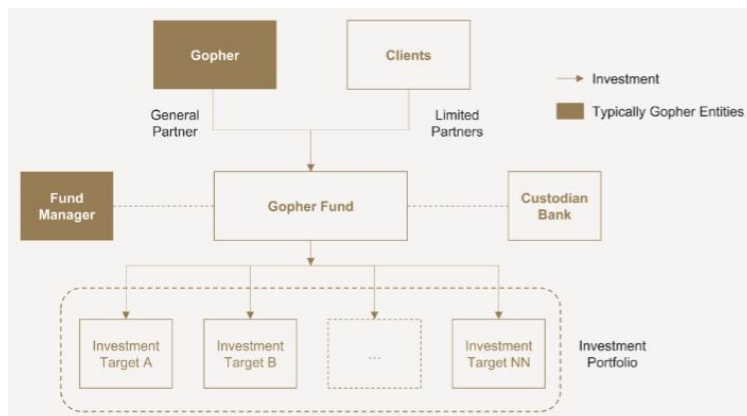 Gopher
Clients
Investment
Typically Gopher Entities
General
Partner
Limited
Partners
Fund
Manager
Gopher Fund
Custodian
Bank
Investment
Target A
Investment
Target B
...
Investment
Target NN
Investment
Portfolio